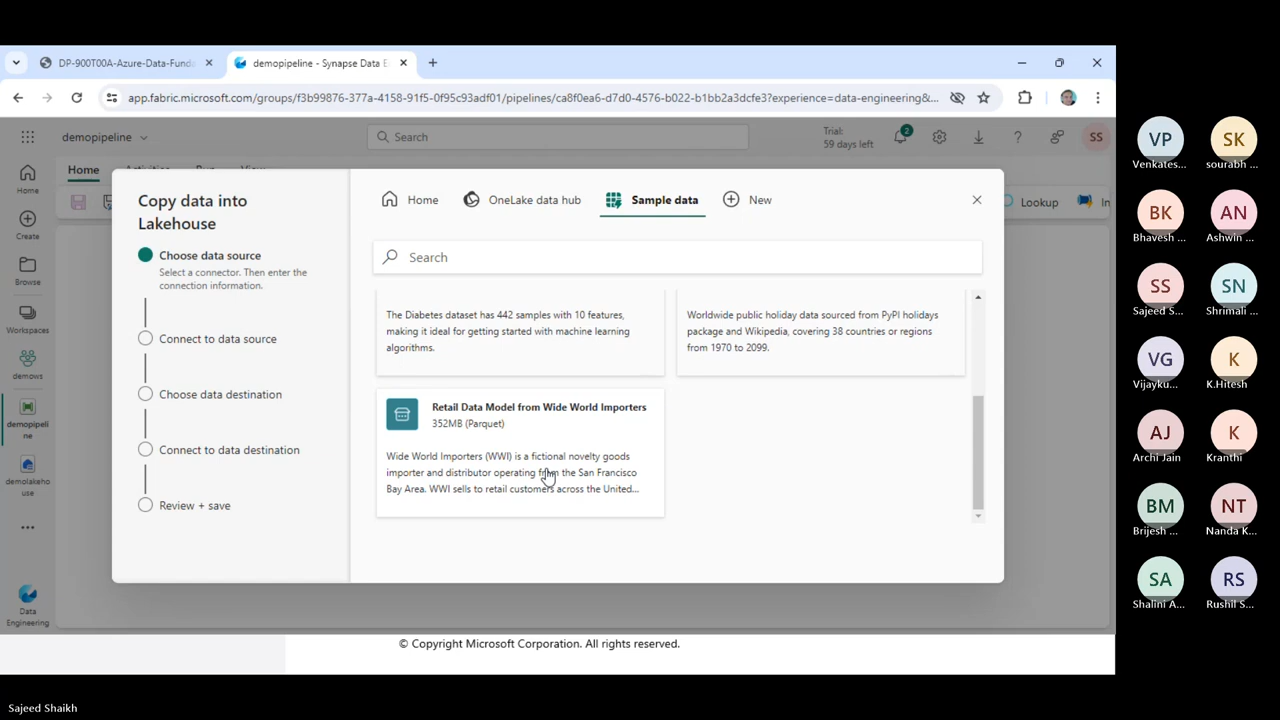 DP-900T00A-Azure-Data-Funda
demopipeline - Synapse Data E
app.fabric.microsoft.com/groups/f3b99876-377a-4158-91f5-0f95c93adf01/pipelines/ca8f0ea6-d7d0-4576-b022-b1bb2a3dcfe3?experience=data-engineering&...
demopipeline
Search
Trial:
59 days left
2
SS
Home
Create
Browse
Workspaces
demows
demopipeli
ne
demolakeho
use
Data
Engineering
Home
Lookup
In
Copy data into
Lakehouse
Choose data source
Select a connector. Then enter the
connection information.
Connect to data source
Choose data destination
Connect to data destination
Review + save
Home
OneLake data hub
Sample data
New
Search
The Diabetes dataset has 442 samples with 10 features,
making it ideal for getting started with machine learning
algorithms.
Worldwide public holiday data sourced from PyPI holidays
package and Wikipedia, covering 38 countries or regions
from 1970 to 2099.
Retail Data Model from Wide World Importers
352MB (Parquet)
Wide World Importers (WWI) is a fictional novelty goods
importer and distributor operating from the San Francisco
Bay Area. WWI sells to retail customers across the United...
© Copyright Microsoft Corporation. All rights reserved.
VP
Venkates...
SK
sourabh ...
BK
Bhavesh ...
AN
Ashwin ...
SS
Sajeed S...
SN
Shrimali ...
VG
Vijayku...
K
K.Hitesh
AJ
Archi Jain
K
Kranthi
BM
Brijesh ...
NT
Nanda K...
SA
Shalini A...
RS
Rushil S...
Sajeed Shaikh